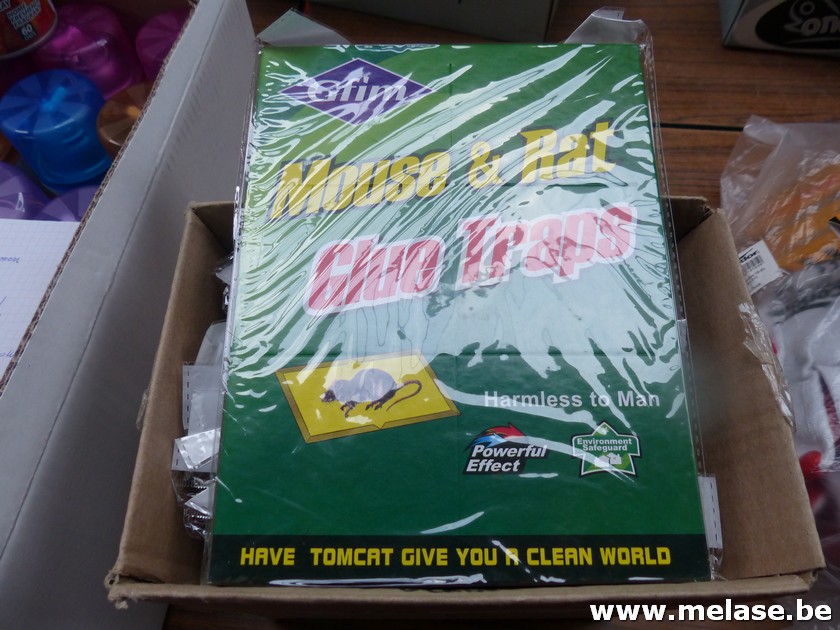 Gfim
Mouse & Rat
Glue Traps
Harmless to Man
Powerful
Effect
Environment
Safeguard
HAVE TOMCAT GIVE YOU A CLEAN WORLD
www.melase.be